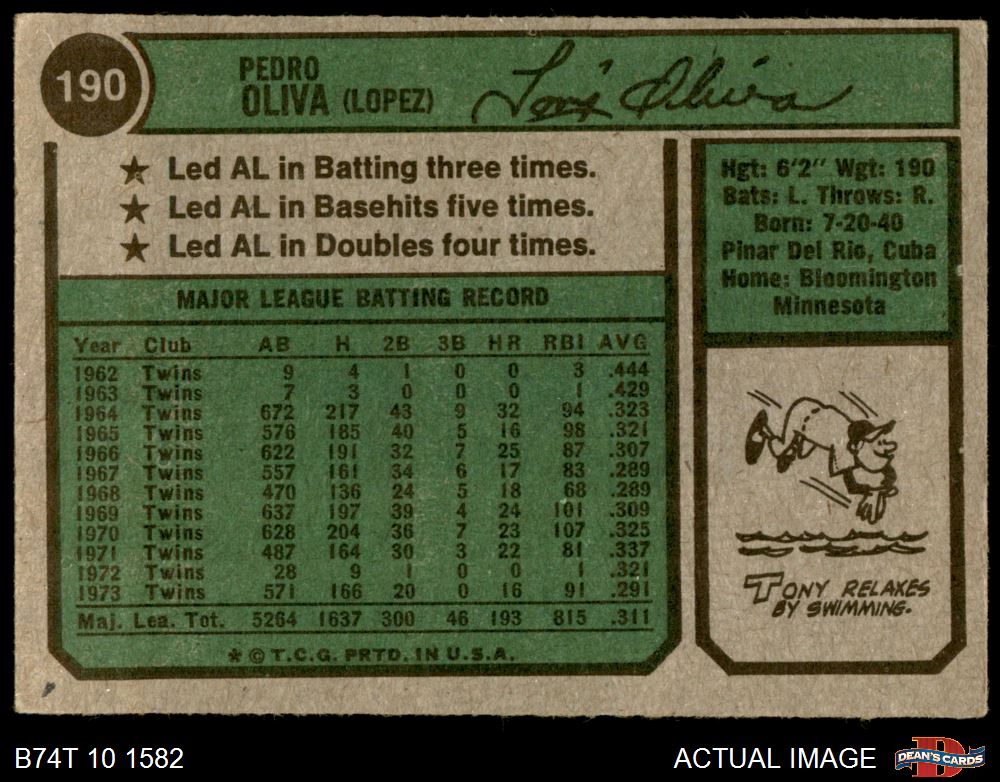 190
PEDRO
OLIVA (LOPEZ)
Toni Oliva
★ Led AL in Batting three times.
★ Led AL in Basehits five times.
★ Led AL in Doubles four times.
MAJOR LEAGUE BATTING RECORD
Year Club AB H 2B 3B HR RBI AVG
1962 Twins 9 4 1 0 0 3 .444
1963 Twins 7 3 0 0 0 1 .429
1964 Twins 672 217 43 9 32 94 .323
1965 Twins 576 185 40 5 16 98 .321
1966 Twins 622 191 32 7 25 87 .307
1967 Twins 557 161 34 6 17 83 .289
1968 Twins 470 136 24 5 18 68 .289
1969 Twins 637 197 39 4 24 101 .309
1970 Twins 628 204 36 7 23 107 .325
1971 Twins 487 164 30 3 22 81 .337
1972 Twins 28 9 1 0 0 1 .321
1973 Twins 571 166 20 0 16 91 .291
Maj. Lea. Tot. 5264 1637 300 46 193 815 .311
* © T.C.G. PRTD. IN U.S.A.
Hgt: 6'2" Wgt: 190
Bats: L. Throws: R.
Born: 7-20-40
Pinar Del Rio, Cuba
Home: Bloomington
Minnesota
TONY RELAXES
BY SWIMMING.
B74T 10 1582
ACTUAL IMAGE
D
DEAN'S CARDS